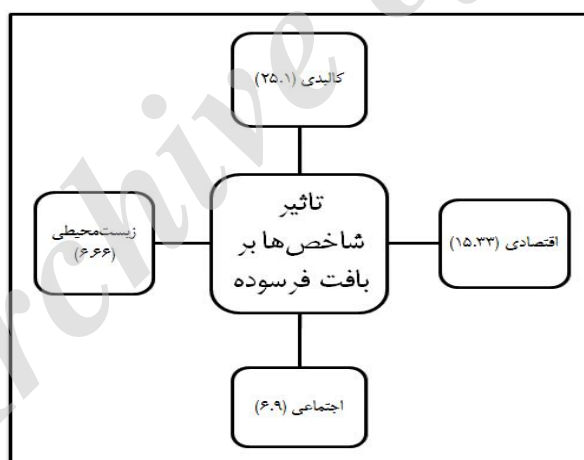 کالبدی (۲۵.۱)
تاثیر
شاخص‌ها بر
بافت فرسوده
اقتصادی (۱۵.۳۳)
زیست‌محیطی
(۶.۶۶)
اجتماعی (۶.۹)